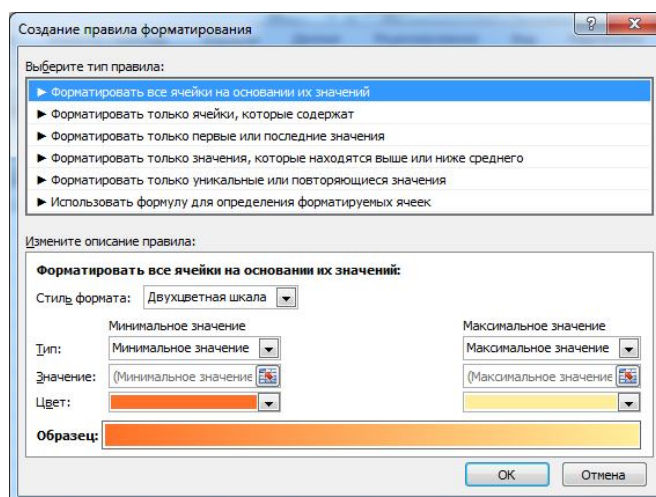 Создание правила форматирования
Выберите тип правила:
► Форматировать все ячейки на основании их значений
► Форматировать только ячейки, которые содержат
► Форматировать только первые или последние значения
► Форматировать только значения, которые находятся выше или ниже среднего
► Форматировать только уникальные или повторяющиеся значения
► Использовать формулу для определения форматируемых ячеек
Измените описание правила:
Форматировать все ячейки на основании их значений:
Стиль формата: Двухцветная шкала
Минимальное значение Максимальное значение
Тип: Минимальное значение Максимальное значение
Значение: (Минимальное значение (Максимальное значение
Цвет:
Образец:
ОК Отмена